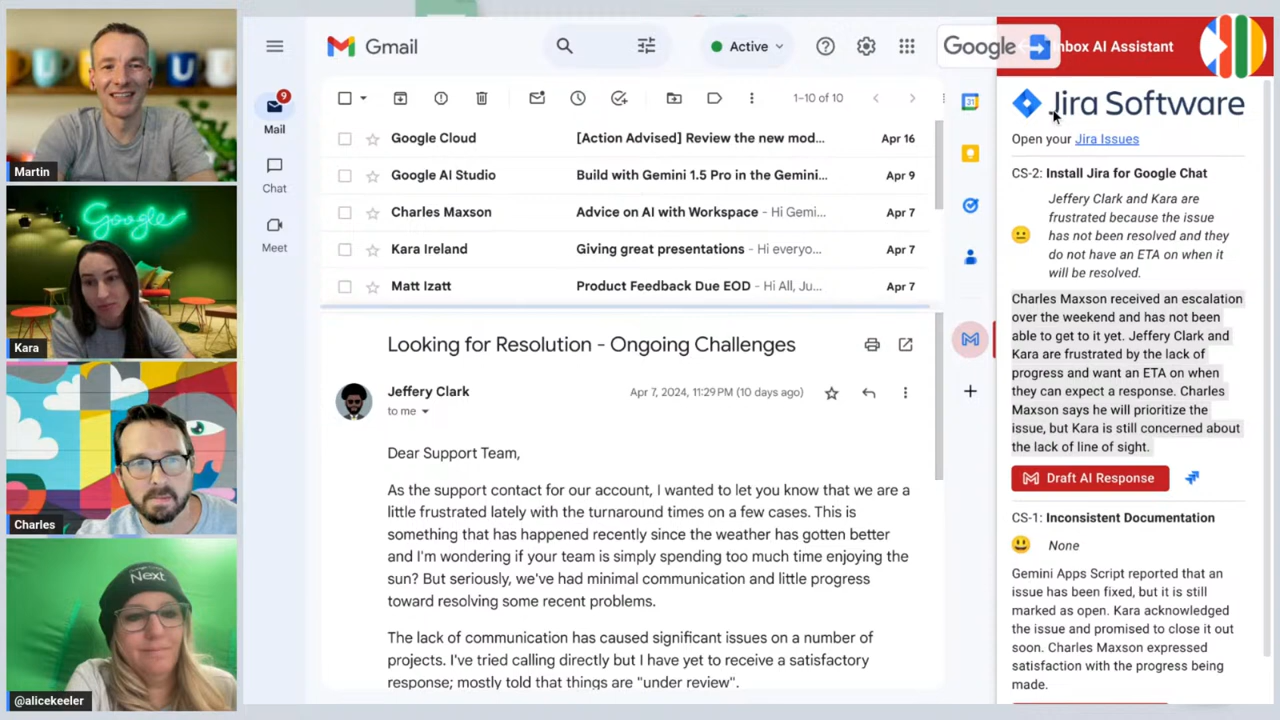 Martin
Google
Kara
Charles
Next
@alicekeeler
9
Mail
Chat
Meet
Gmail
Active
1–10 of 10
Google Cloud [Action Advised] Review the new mod... Apr 16
Google AI Studio Build with Gemini 1.5 Pro in the Gemini... Apr 9
Charles Maxson Advice on AI with Workspace - Hi Gemi... Apr 7
Kara Ireland Giving great presentations - Hi everyo... Apr 7
Matt Izatt Product Feedback Due EOD - Hi All, Ju... Apr 7
Looking for Resolution - Ongoing Challenges
Jeffery Clark Apr 7, 2024, 11:29 PM (10 days ago)
to me
Dear Support Team,
As the support contact for our account, I wanted to let you know that we are a
little frustrated lately with the turnaround times on a few cases. This is
something that has happened recently since the weather has gotten better
and I'm wondering if your team is simply spending too much time enjoying the
sun? But seriously, we've had minimal communication and little progress
toward resolving some recent problems.
The lack of communication has caused significant issues on a number of
projects. I've tried calling directly but I have yet to receive a satisfactory
response; mostly told that things are "under review".
31
Google
nbox AI Assistant
Jira Software
Open your Jira Issues
CS-2: Install Jira for Google Chat
Jeffery Clark and Kara are
frustrated because the issue
has not been resolved and they
do not have an ETA on when it
will be resolved.
Charles Maxson received an escalation
over the weekend and has not been
able to get to it yet. Jeffery Clark and
Kara are frustrated by the lack of
progress and want an ETA on when
they can expect a response. Charles
Maxson says he will prioritize the
issue, but Kara is still concerned about
the lack of line of sight.
Draft AI Response
CS-1: Inconsistent Documentation
None
Gemini Apps Script reported that an
issue has been fixed, but it is still
marked as open. Kara acknowledged
the issue and promised to close it out
soon. Charles Maxson expressed
satisfaction with the progress being
made.